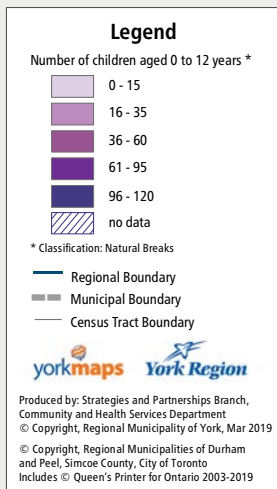 Legend
Number of children aged 0 to 12 years *
0 - 15
16 - 35
36 - 60
61 - 95
96 - 120
no data
* Classification: Natural Breaks
Regional Boundary
Municipal Boundary
Census Tract Boundary
yorkmaps York Region
Produced by: Strategies and Partnerships Branch,
Community and Health Services Department
© Copyright, Regional Municipality of York, Mar 2019
© Copyright, Regional Municipalities of Durham
and Peel, Simcoe County, City of Toronto
Includes © Queen's Printer for Ontario 2003-2019